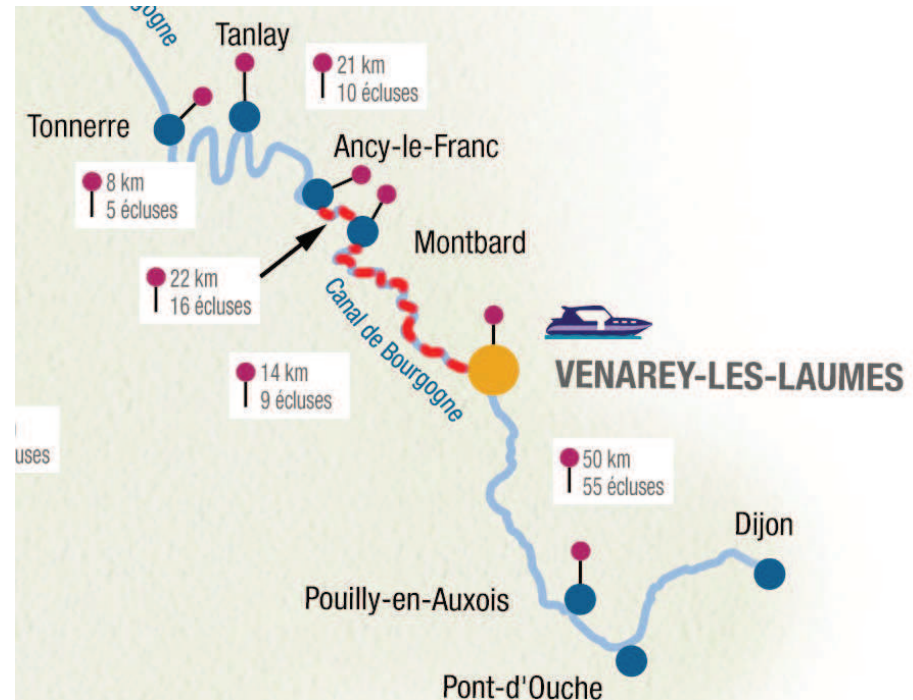 Tanlay
21 km
10 écluses
Tonnerre
Ancy-le-Franc
8 km
5 écluses
Montbard
22 km
16 écluses
Canal de Bourgogne
14 km
9 écluses
VENAREY-LES-LAUMES
50 km
55 écluses
Dijon
Pouilly-en-Auxois
Pont-d'Ouche